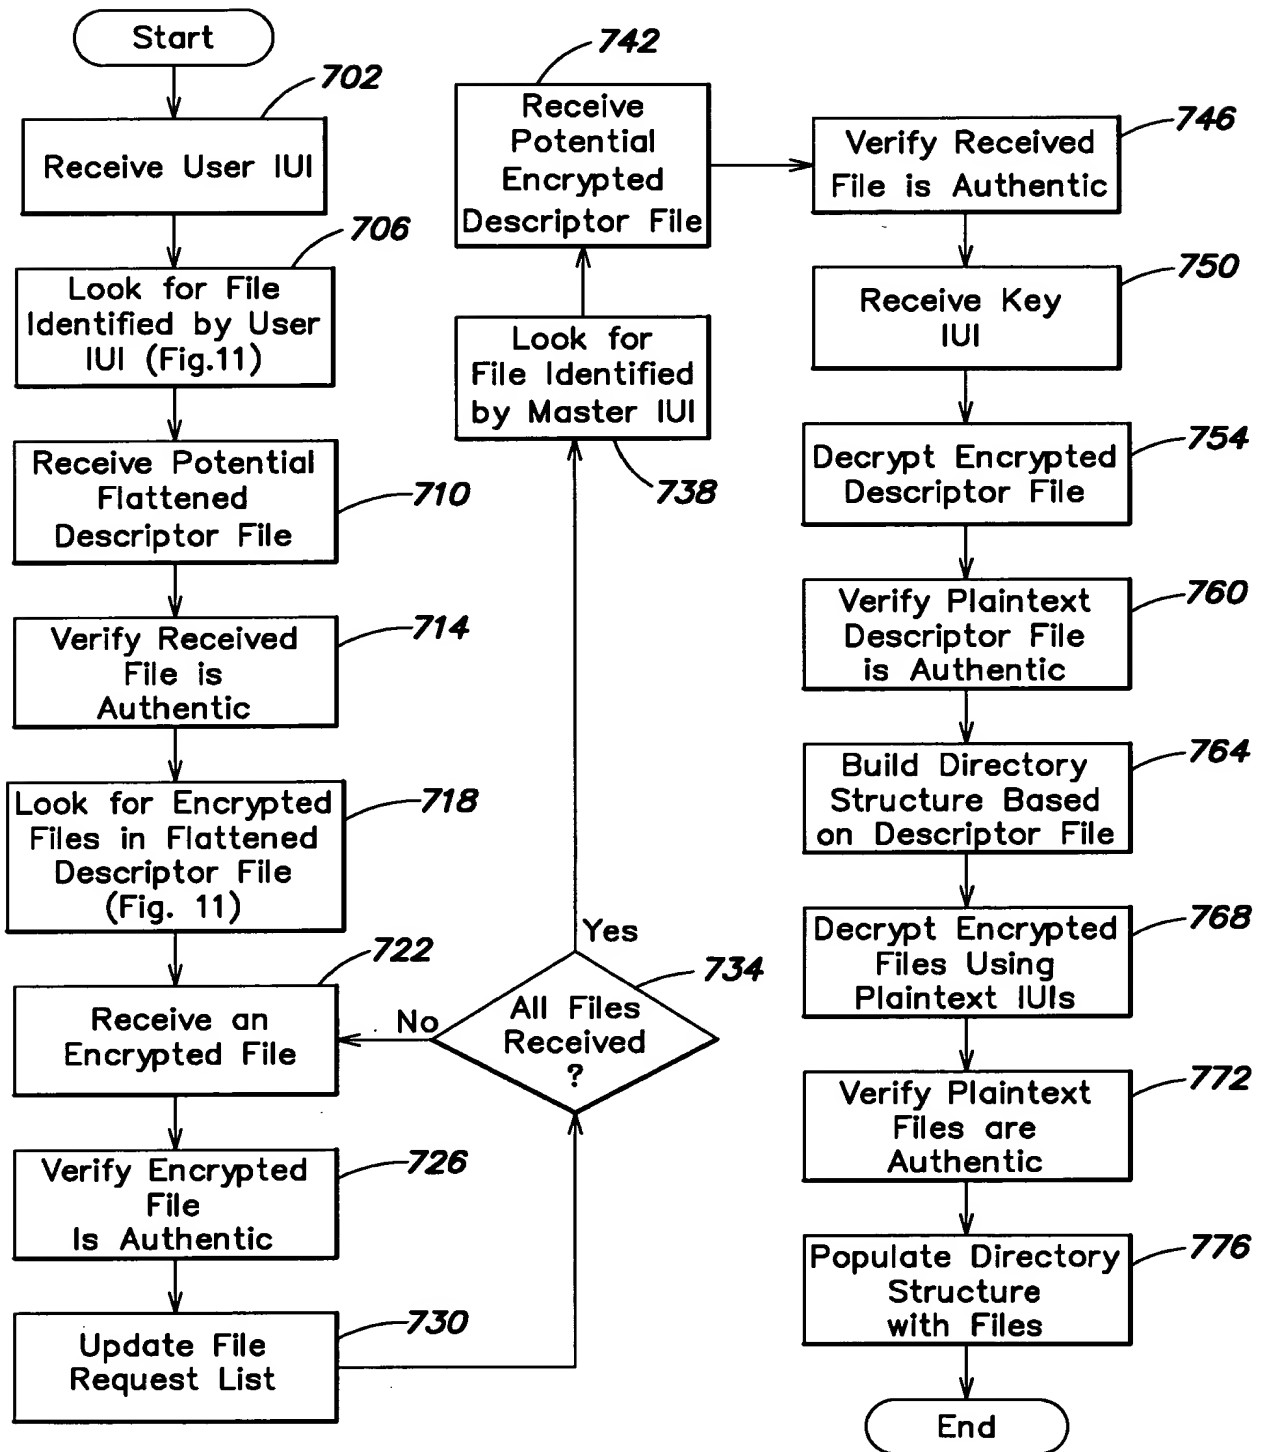 Start
702
Receive User IUI
706
Look for File
Identified by User
IUI (Fig.11)
Receive Potential
Flattened
Descriptor File
710
Verify Received
File is
Authentic
714
Look for Encrypted
Files in Flattened
Descriptor File
(Fig. 11)
718
722
Receive an
Encrypted File
Verify Encrypted
File
Is Authentic
726
Update File
Request List
730
No
All Files
Received
?
734
Yes
Look for
File Identified
by Master IUI
738
742
Receive
Potential
Encrypted
Descriptor File
Verify Received
File is Authentic
746
Receive Key
IUI
750
Decrypt Encrypted
Descriptor File
754
Verify Plaintext
Descriptor File
is Authentic
760
Build Directory
Structure Based
on Descriptor File
764
Decrypt Encrypted
Files Using
Plaintext IUIs
768
Verify Plaintext
Files are
Authentic
772
Populate Directory
Structure
with Files
776
End